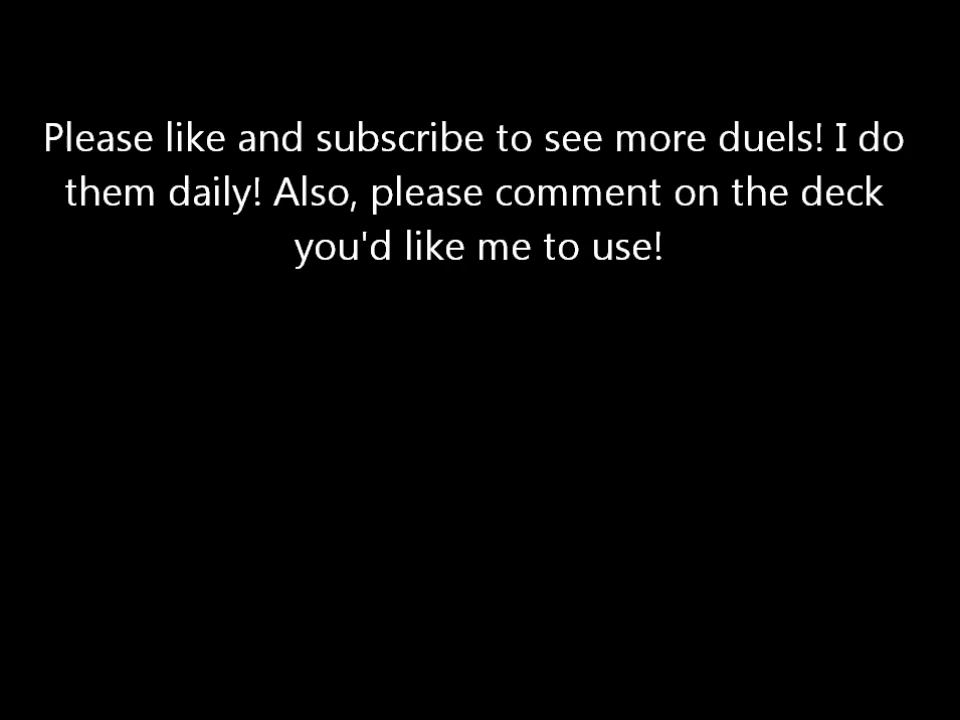 Please like and subscribe to see more duels! I do
them daily! Also, please comment on the deck
you'd like me to use!